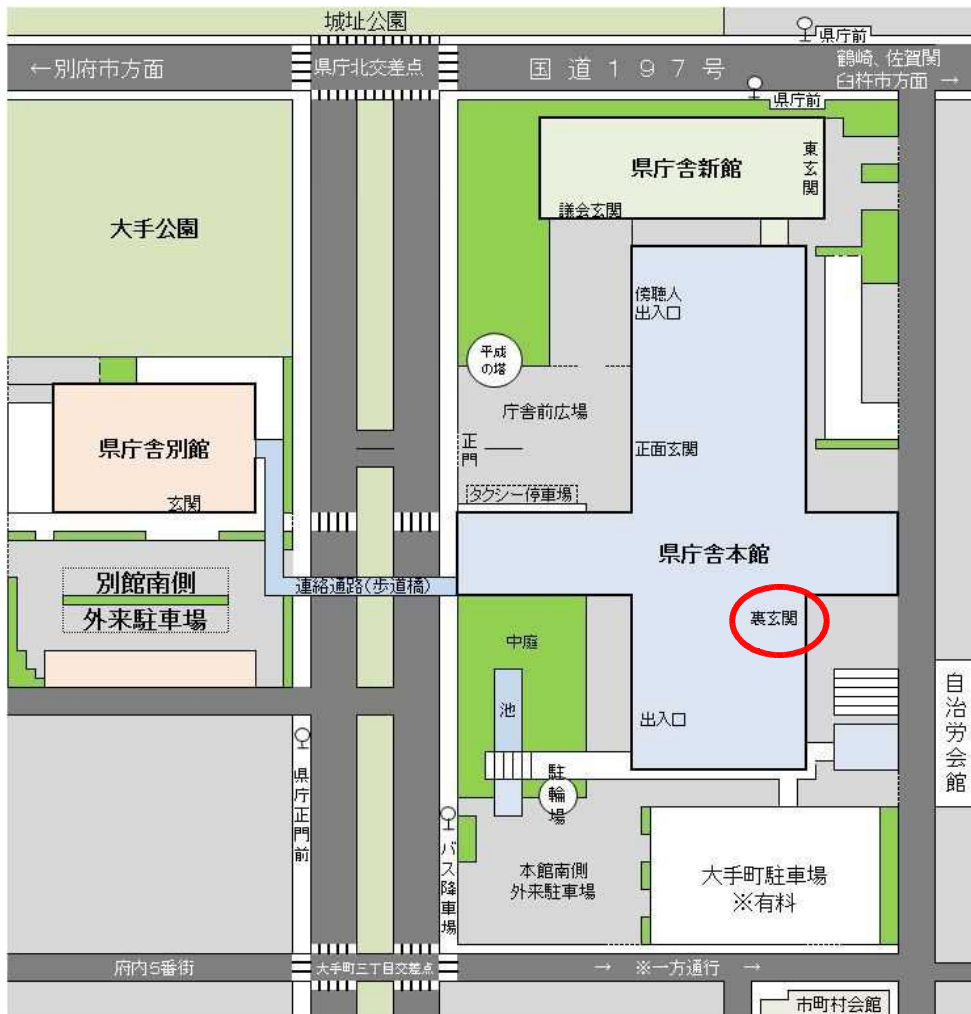 城址公園
県庁前
←別府市方面
県庁北交差点
国道197号
鶴崎、佐賀関
臼杵市方面 →
県庁前
県庁舎新館
東玄関
議会玄関
大手公園
傍聴人
出入口
平成
の塔
庁舎前広場
県庁舎別館
玄関
正門
正面玄関
タクシー停車場
県庁舎本館
連絡通路(歩道橋)
別館南側
外来駐車場
裏玄関
中庭
池
出入口
自治労会館
県庁正門前
駐輪場
バス降車場
本館南側
外来駐車場
大手町駐車場
※有料
府内5番街
大手町三丁目交差点
→ ※一方通行 →
市町村会館